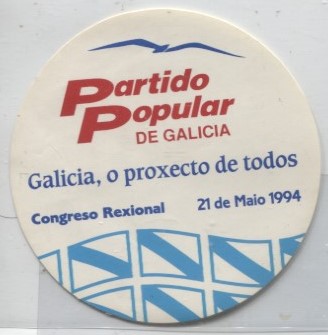 Partido
Popular
DE GALICIA
Galicia, o proxecto de todos
Congreso Rexional 21 de Maio 1994